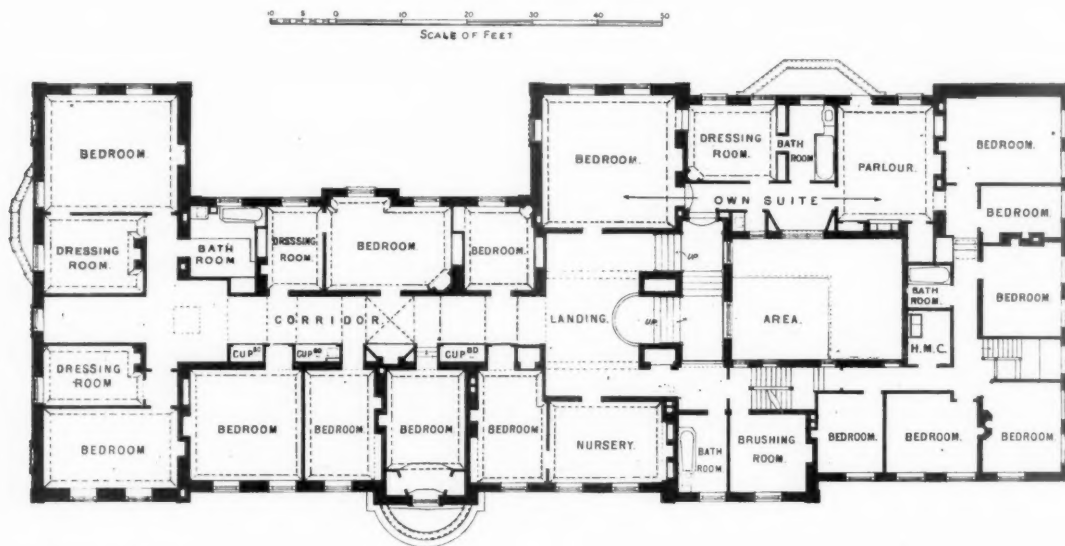 10 5 0 10 20 30 40 50
SCALE OF FEET
BEDROOM.
BEDROOM.
DRESSING
ROOM.
BATH
ROOM
PARLOUR.
BEDROOM.
OWN SUITE
BEDROOM.
DRESSING
ROOM.
BATH
ROOM
DRESSING
ROOM.
BEDROOM.
BEDROOM.
UP
BATH
ROOM.
BEDROOM.
CORRIDOR
LANDING.
UP
AREA.
H.M.C.
CUPBD
CUPBD
CUPBD
DRESSING
ROOM
BEDROOM
BEDROOM
BEDROOM
BEDROOM
BEDROOM
NURSERY.
BATH
ROOM
BRUSHING
ROOM.
BEDROOM.
BEDROOM.
BEDROOM